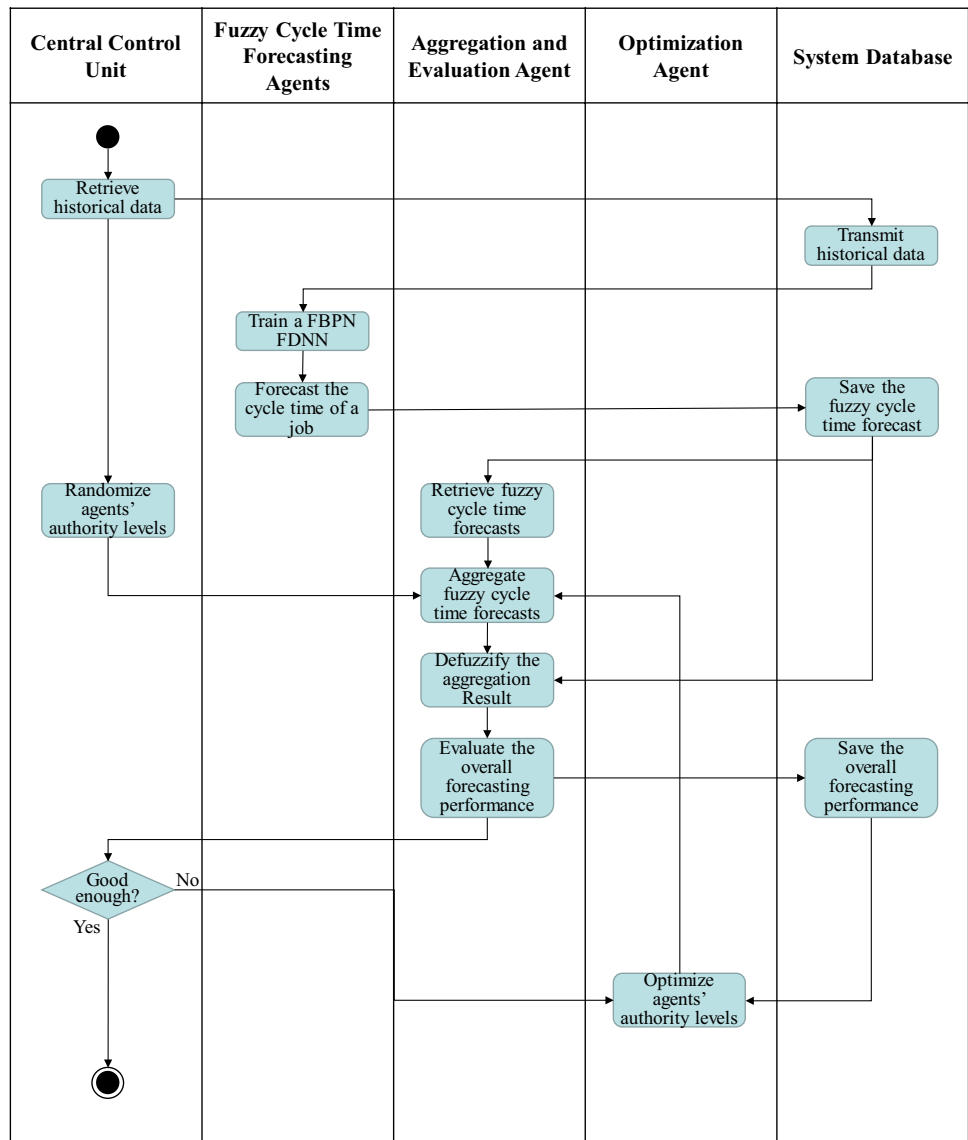 Central Control
Unit
Fuzzy Cycle Time
Forecasting
Agents
Aggregation and
Evaluation Agent
Optimization
Agent
System Database
Retrieve
historical data
Transmit
historical data
Train a FBPN
FDNN
Forecast the
cycle time of a
job
Save the
fuzzy cycle
time forecast
Randomize
agents'
authority levels
Retrieve fuzzy
cycle time
forecasts
Aggregate
fuzzy cycle
time forecasts
Defuzzify the
aggregation
Result
Evaluate the
overall
forecasting
performance
Save the
overall
forecasting
performance
Good
enough?
No
Yes
Optimize
agents'
authority levels